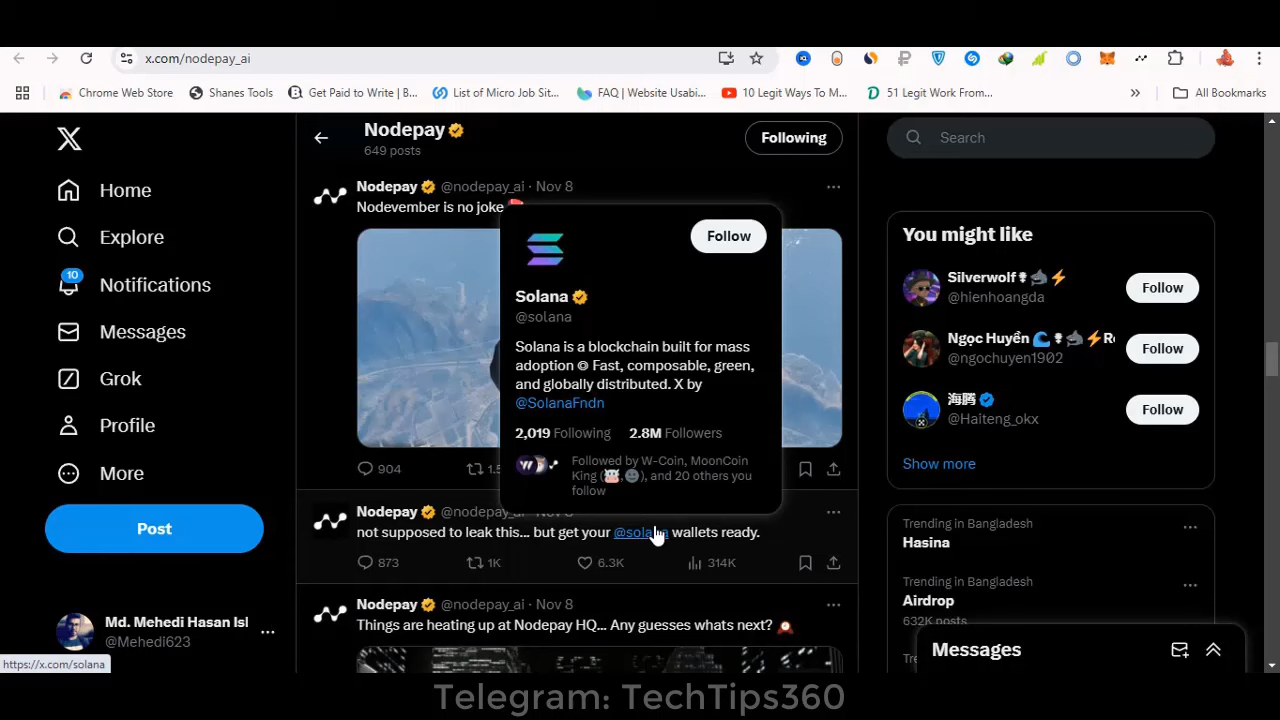 x.com/nodepay_ai
Chrome Web Store
Shanes Tools
Get Paid to Write | B...
List of Micro Job Sit...
FAQ | Website Usabi...
10 Legit Ways To M...
51 Legit Work From...
»
All Bookmarks
Home
Explore
10
Notifications
Messages
Grok
Profile
More
Post
Md. Mehedi Hasan Isl
@Mehedi623
...
https://x.com/solana
Nodepay
649 posts
Following
Nodepay @nodepay_ai · Nov 8
Nodevember is no joke
904
Follow
Solana
@solana
Solana is a blockchain built for mass
adoption ◎ Fast, composable, green,
and globally distributed. X by
@SolanaFndn
2,019 Following 2.8M Followers
Followed by W-Coin, MoonCoin
King (🐮,🌚), and 20 others you
follow
Nodepay @nodepay_ai · Nov 8
not supposed to leak this... but get your @solana wallets ready.
873
1K
6.3K
314K
Nodepay @nodepay_ai · Nov 8
Things are heating up at Nodepay HQ... Any guesses whats next?
Search
You might like
Silverwolf
@hienhoangda
Follow
Ngọc Huyền
@ngochuyen1902
Follow
海腾
@Haiteng_okx
Follow
Show more
Trending in Bangladesh
Hasina
Trending in Bangladesh
Airdrop
632K posts
Messages
Telegram: TechTips360